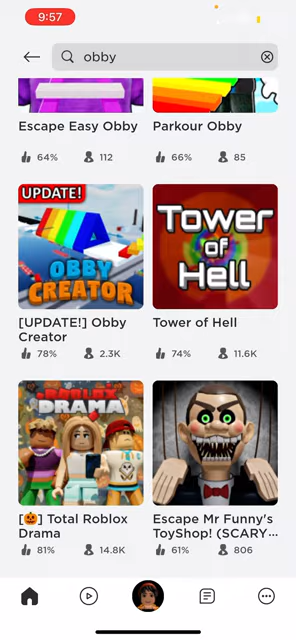 9:57
obby
Escape Easy Obby
Parkour Obby
64%
112
66%
85
UPDATE!
OBBY
CREATOR
Tower
of
Hell
[UPDATE!] Obby
Creator
Tower of Hell
78%
2.3K
74%
11.6K
ROBLOX
DRAMA
[🎃] Total Roblox
Drama
Escape Mr Funny's
ToyShop! (SCARY...
81%
14.8K
61%
806